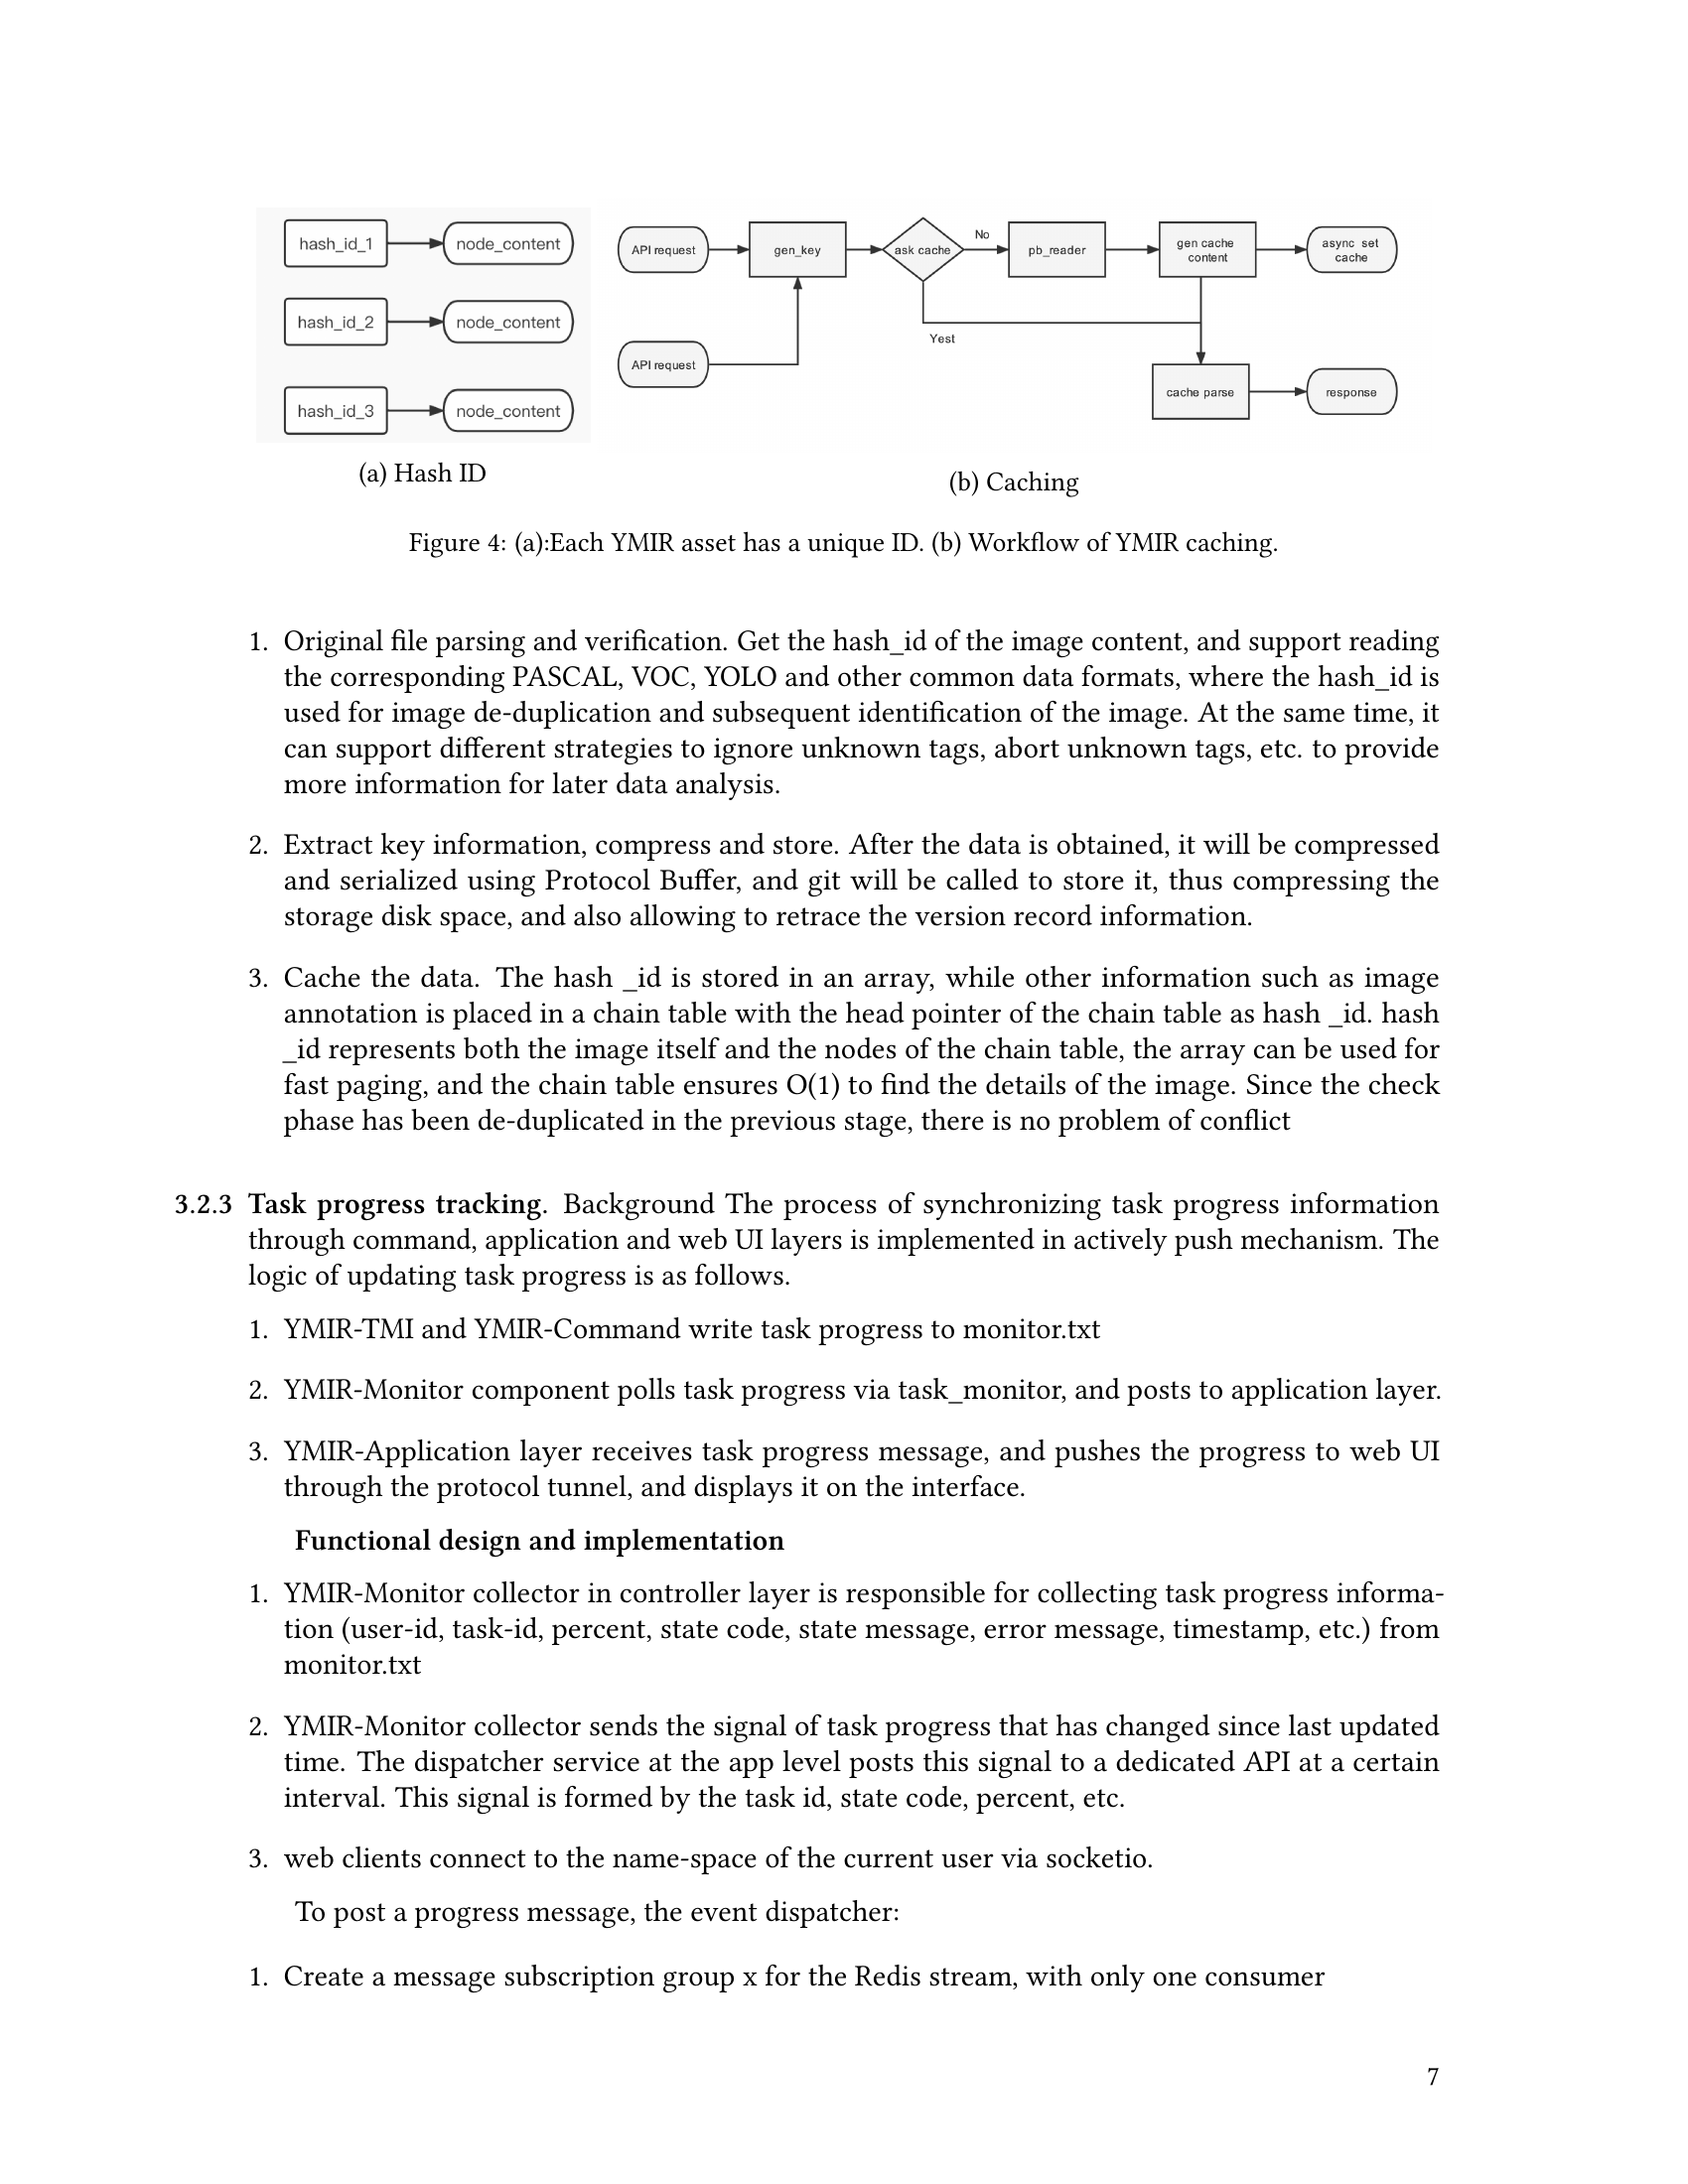 hash_id_1
node_content
hash_id_2
node_content
hash_id_3
node_content
(a) Hash ID
API request
gen_key
ask cache
No
pb_reader
gen cache
content
async set
cache
Yest
API request
cache parse
response
(b) Caching
Figure 4: (a):Each YMIR asset has a unique ID. (b) Workflow of YMIR caching.
1. Original file parsing and verification. Get the hash_id of the image content, and support reading
the corresponding PASCAL, VOC, YOLO and other common data formats, where the hash_id is
used for image de-duplication and subsequent identification of the image. At the same time, it
can support different strategies to ignore unknown tags, abort unknown tags, etc. to provide
more information for later data analysis.
2. Extract key information, compress and store. After the data is obtained, it will be compressed
and serialized using Protocol Buffer, and git will be called to store it, thus compressing the
storage disk space, and also allowing to retrace the version record information.
3. Cache the data. The hash _id is stored in an array, while other information such as image
annotation is placed in a chain table with the head pointer of the chain table as hash _id. hash
_id represents both the image itself and the nodes of the chain table, the array can be used for
fast paging, and the chain table ensures O(1) to find the details of the image. Since the check
phase has been de-duplicated in the previous stage, there is no problem of conflict
3.2.3 Task progress tracking. Background The process of synchronizing task progress information
through command, application and web UI layers is implemented in actively push mechanism. The
logic of updating task progress is as follows.
1. YMIR-TMI and YMIR-Command write task progress to monitor.txt
2. YMIR-Monitor component polls task progress via task_monitor, and posts to application layer.
3. YMIR-Application layer receives task progress message, and pushes the progress to web UI
through the protocol tunnel, and displays it on the interface.
Functional design and implementation
1. YMIR-Monitor collector in controller layer is responsible for collecting task progress informa-
tion (user-id, task-id, percent, state code, state message, error message, timestamp, etc.) from
monitor.txt
2. YMIR-Monitor collector sends the signal of task progress that has changed since last updated
time. The dispatcher service at the app level posts this signal to a dedicated API at a certain
interval. This signal is formed by the task id, state code, percent, etc.
3. web clients connect to the name-space of the current user via socketio.
To post a progress message, the event dispatcher:
1. Create a message subscription group x for the Redis stream, with only one consumer
7